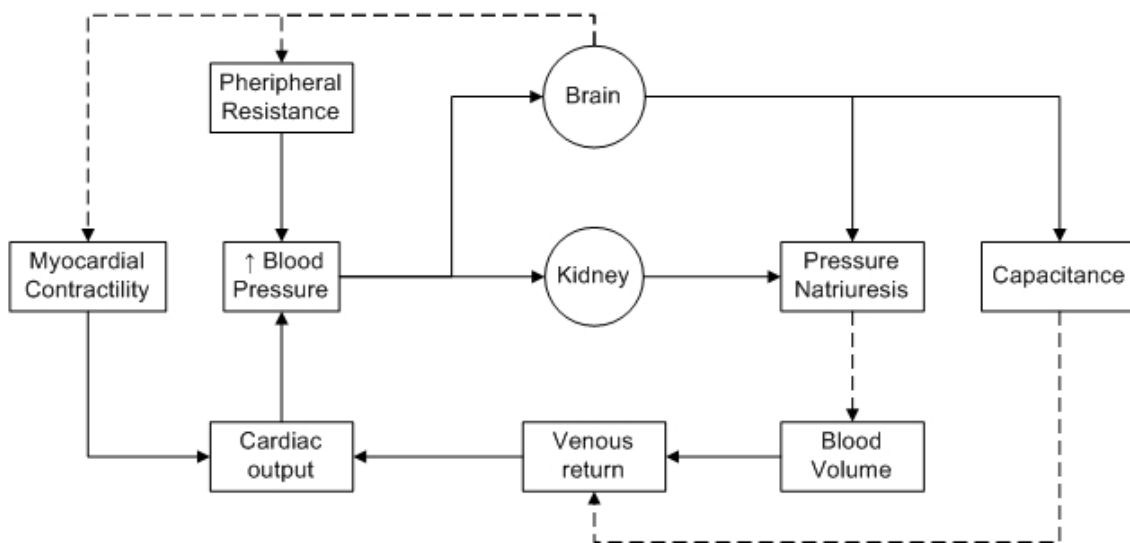 Pheripheral
Resistance
Brain
Myocardial
Contractility
↑ Blood
Pressure
Kidney
Pressure
Natriuresis
Capacitance
Cardiac
output
Venous
return
Blood
Volume